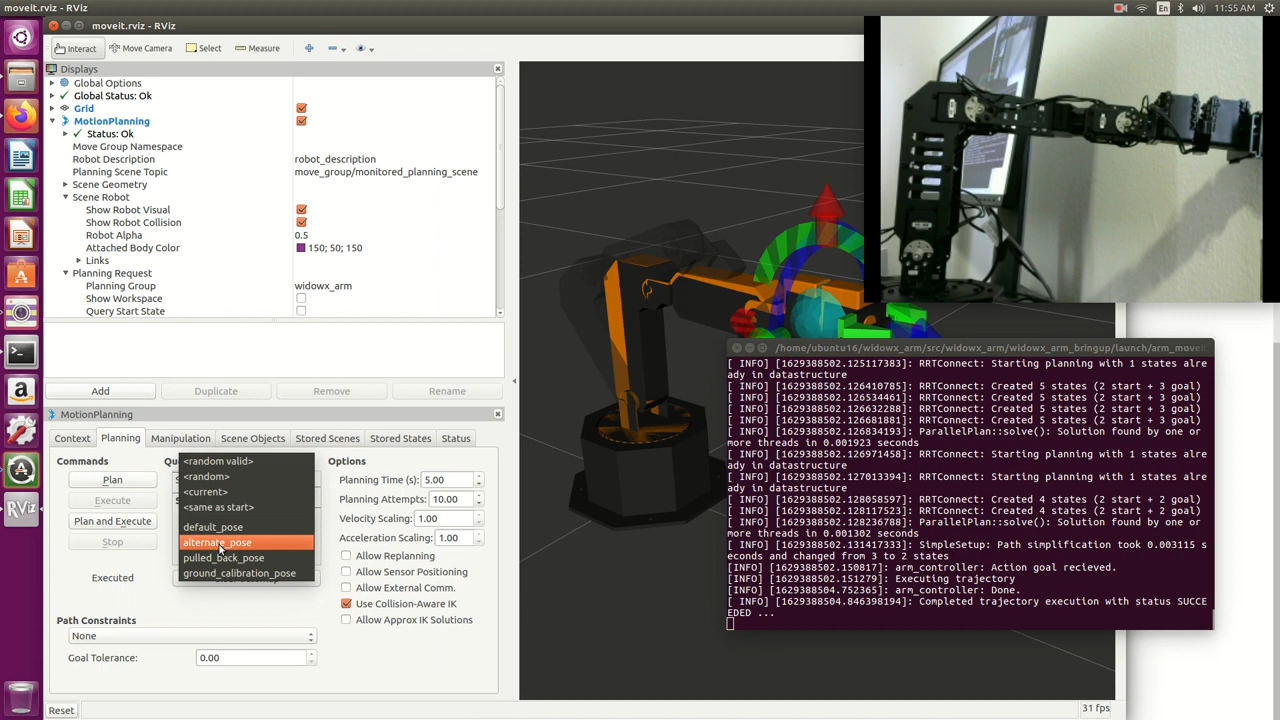 moveit.rviz - RViz
En
11:55 AM
moveit.rviz - RViz
Interact
Move Camera
Select
Measure
Displays
Global Options
Global Status: Ok
Grid
MotionPlanning
Status: Ok
Move Group Namespace
Robot Description robot_description
Planning Scene Topic move_group/monitored_planning_scene
Scene Geometry
Scene Robot
Show Robot Visual
Show Robot Collision
Robot Alpha 0.5
Attached Body Color 150; 50; 150
Links
Planning Request
Planning Group widowx_arm
Show Workspace
Query Start State
Add Duplicate Remove Rename
MotionPlanning
Context Planning Manipulation Scene Objects Stored Scenes Stored States Status
Commands
Plan
Execute
Plan and Execute
Stop
Executed
<random valid>
<random>
<current>
<same as start>
default_pose
alternate_pose
pulled_back_pose
ground_calibration_pose
Options
Planning Time (s): 5.00
Planning Attempts: 10.00
Velocity Scaling: 1.00
Acceleration Scaling: 1.00
Allow Replanning
Allow Sensor Positioning
Allow External Comm.
Use Collision-Aware IK
Allow Approx IK Solutions
Path Constraints
None
Goal Tolerance: 0.00
Reset
31 fps
/home/ubuntu16/widowx_arm/src/widowx_arm/widowx_arm_bringup/launch/arm_movei
[ INFO] [1629388502.125117383]: RRTConnect: Starting planning with 1 states alre
ady in datastructure
[ INFO] [1629388502.126410785]: RRTConnect: Created 5 states (2 start + 3 goal)
[ INFO] [1629388502.126534461]: RRTConnect: Created 5 states (2 start + 3 goal)
[ INFO] [1629388502.126632288]: RRTConnect: Created 5 states (2 start + 3 goal)
[ INFO] [1629388502.126681881]: RRTConnect: Created 5 states (2 start + 3 goal)
[ INFO] [1629388502.126834193]: ParallelPlan::solve(): Solution found by one or
more threads in 0.001923 seconds
[ INFO] [1629388502.126971458]: RRTConnect: Starting planning with 1 states alre
ady in datastructure
[ INFO] [1629388502.127013394]: RRTConnect: Starting planning with 1 states alre
ady in datastructure
[ INFO] [1629388502.128058597]: RRTConnect: Created 4 states (2 start + 2 goal)
[ INFO] [1629388502.128117523]: RRTConnect: Created 4 states (2 start + 2 goal)
[ INFO] [1629388502.128236788]: ParallelPlan::solve(): Solution found by one or
more threads in 0.001302 seconds
[ INFO] [1629388502.131417333]: SimpleSetup: Path simplification took 0.003115 s
econds and changed from 3 to 2 states
[ INFO] [1629388502.150817]: arm_controller: Action goal recieved.
[ INFO] [1629388502.151279]: Executing trajectory
[ INFO] [1629388504.752365]: arm_controller: Done.
[ INFO] [1629388504.846398194]: Completed trajectory execution with status SUCCE
EDED ...